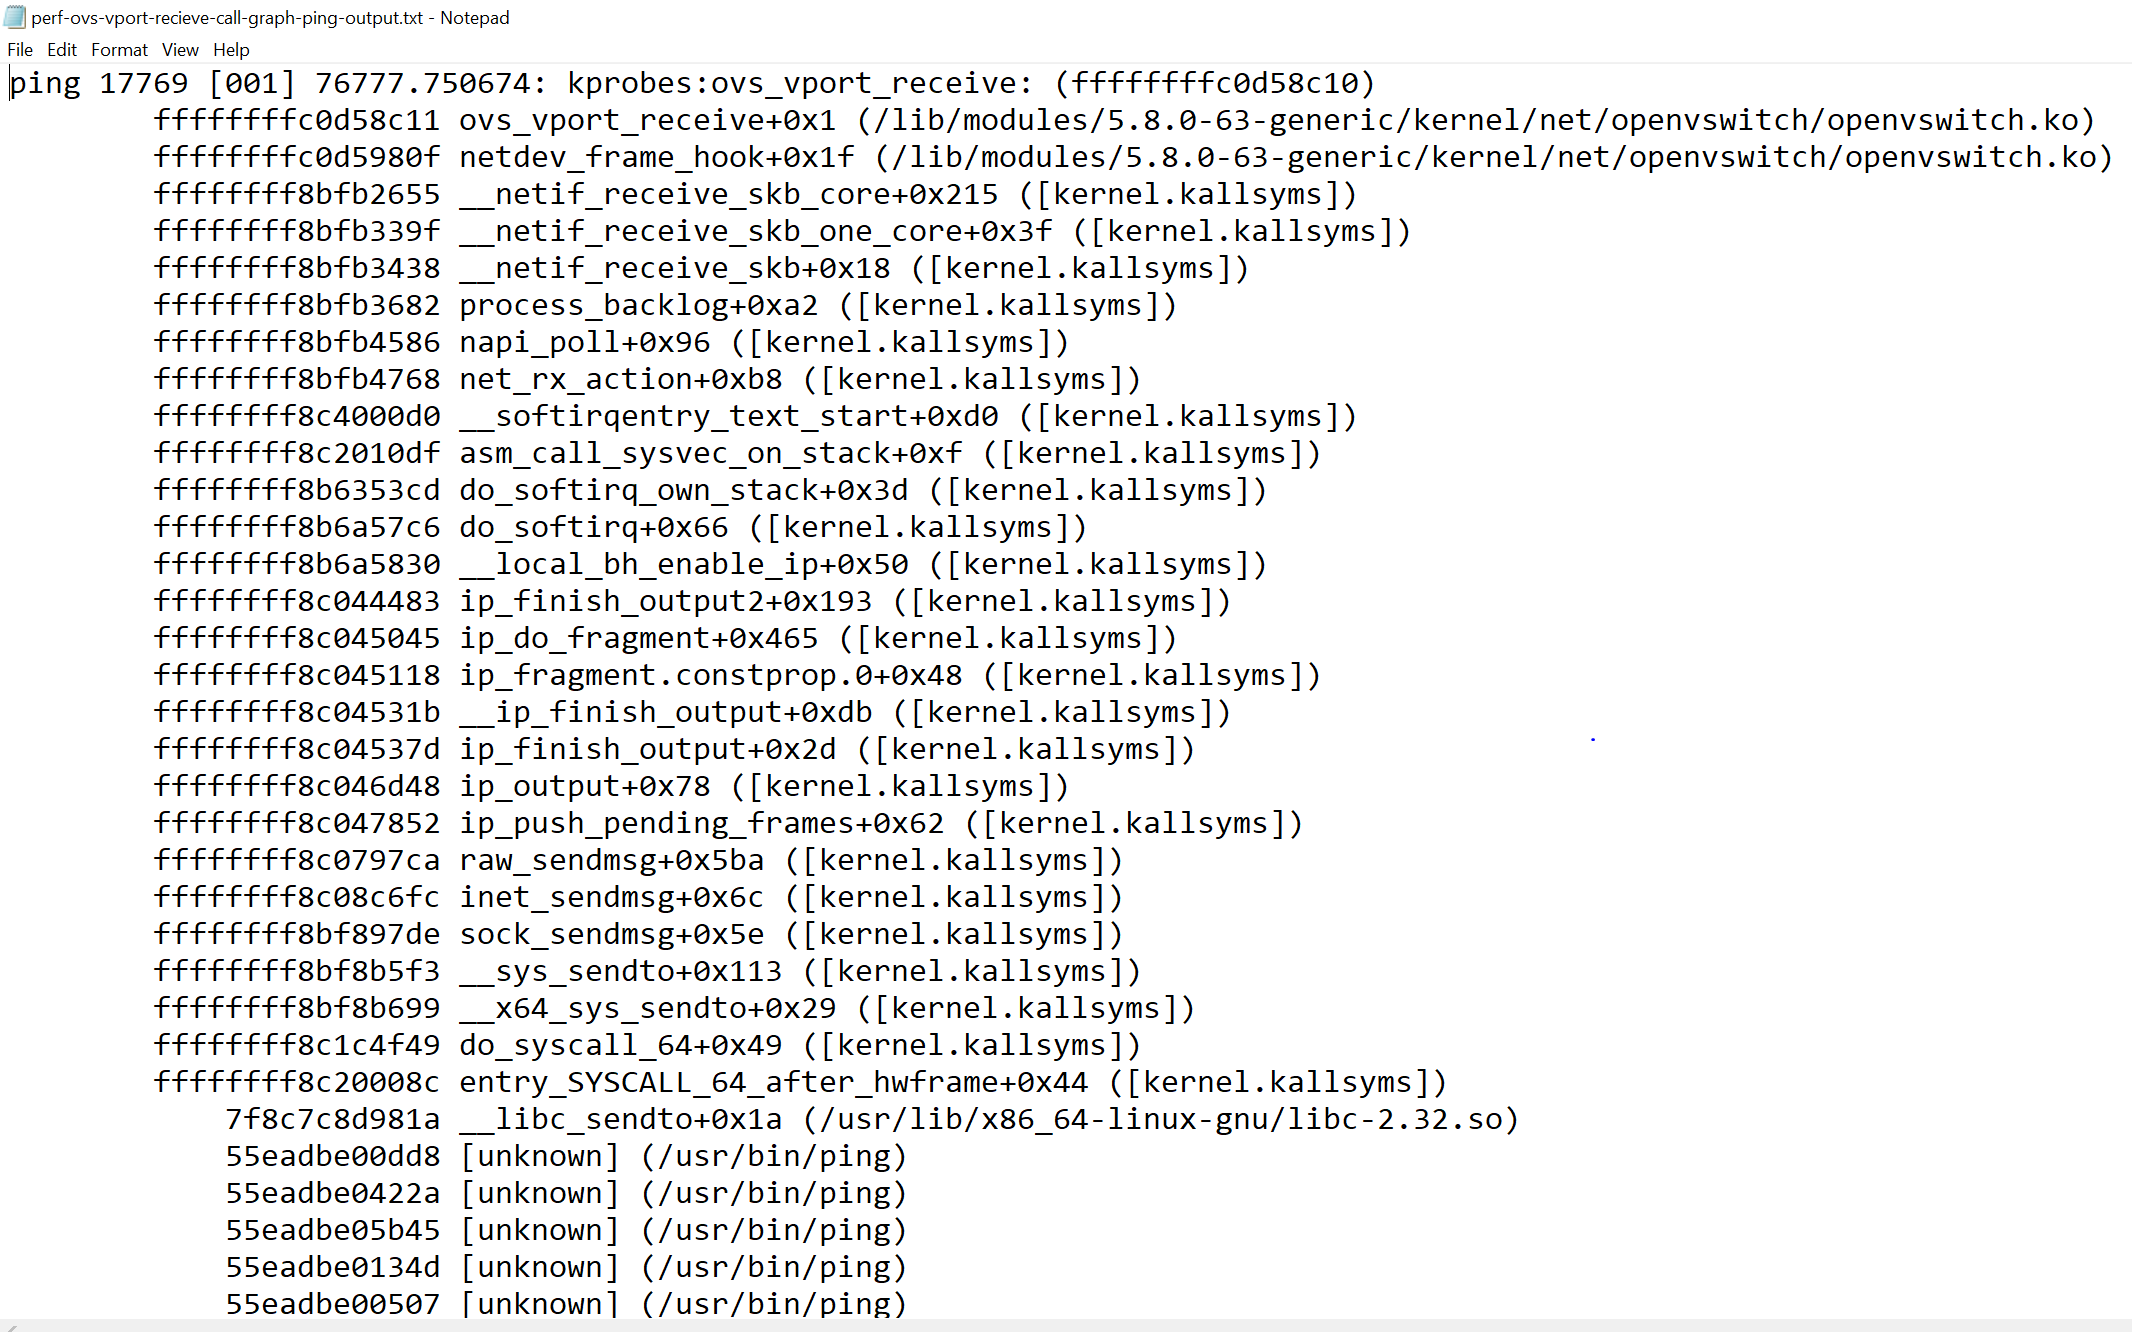 perf-ovs-vport-recieve-call-graph-ping-output.txt - Notepad
File Edit Format View Help
ping 17769 [001] 76777.750674: kprobes:ovs_vport_receive: (ffffffffc0d58c10)
ffffffffc0d58c11 ovs_vport_receive+0x1 (/lib/modules/5.8.0-63-generic/kernel/net/openvswitch/openvswitch.ko)
ffffffffc0d5980f netdev_frame_hook+0x1f (/lib/modules/5.8.0-63-generic/kernel/net/openvswitch/openvswitch.ko)
ffffffff8bfb2655 __netif_receive_skb_core+0x215 ([kernel.kallsyms])
ffffffff8bfb339f __netif_receive_skb_one_core+0x3f ([kernel.kallsyms])
ffffffff8bfb3438 __netif_receive_skb+0x18 ([kernel.kallsyms])
ffffffff8bfb3682 process_backlog+0xa2 ([kernel.kallsyms])
ffffffff8bfb4586 napi_poll+0x96 ([kernel.kallsyms])
ffffffff8bfb4768 net_rx_action+0xb8 ([kernel.kallsyms])
ffffffff8c4000d0 __softirqentry_text_start+0xd0 ([kernel.kallsyms])
ffffffff8c2010df asm_call_sysvec_on_stack+0xf ([kernel.kallsyms])
ffffffff8b6353cd do_softirq_own_stack+0x3d ([kernel.kallsyms])
ffffffff8b6a57c6 do_softirq+0x66 ([kernel.kallsyms])
ffffffff8b6a5830 __local_bh_enable_ip+0x50 ([kernel.kallsyms])
ffffffff8c044483 ip_finish_output2+0x193 ([kernel.kallsyms])
ffffffff8c045045 ip_do_fragment+0x465 ([kernel.kallsyms])
ffffffff8c045118 ip_fragment.constprop.0+0x48 ([kernel.kallsyms])
ffffffff8c04531b __ip_finish_output+0xdb ([kernel.kallsyms])
ffffffff8c04537d ip_finish_output+0x2d ([kernel.kallsyms])
ffffffff8c046d48 ip_output+0x78 ([kernel.kallsyms])
ffffffff8c047852 ip_push_pending_frames+0x62 ([kernel.kallsyms])
ffffffff8c0797ca raw_sendmsg+0x5ba ([kernel.kallsyms])
ffffffff8c08c6fc inet_sendmsg+0x6c ([kernel.kallsyms])
ffffffff8bf897de sock_sendmsg+0x5e ([kernel.kallsyms])
ffffffff8bf8b5f3 __sys_sendto+0x113 ([kernel.kallsyms])
ffffffff8bf8b699 __x64_sys_sendto+0x29 ([kernel.kallsyms])
ffffffff8c1c4f49 do_syscall_64+0x49 ([kernel.kallsyms])
ffffffff8c20008c entry_SYSCALL_64_after_hwframe+0x44 ([kernel.kallsyms])
7f8c7c8d981a __libc_sendto+0x1a (/usr/lib/x86_64-linux-gnu/libc-2.32.so)
55eadbe00dd8 [unknown] (/usr/bin/ping)
55eadbe0422a [unknown] (/usr/bin/ping)
55eadbe05b45 [unknown] (/usr/bin/ping)
55eadbe0134d [unknown] (/usr/bin/ping)
55eadbe00507 [unknown] (/usr/bin/ping)